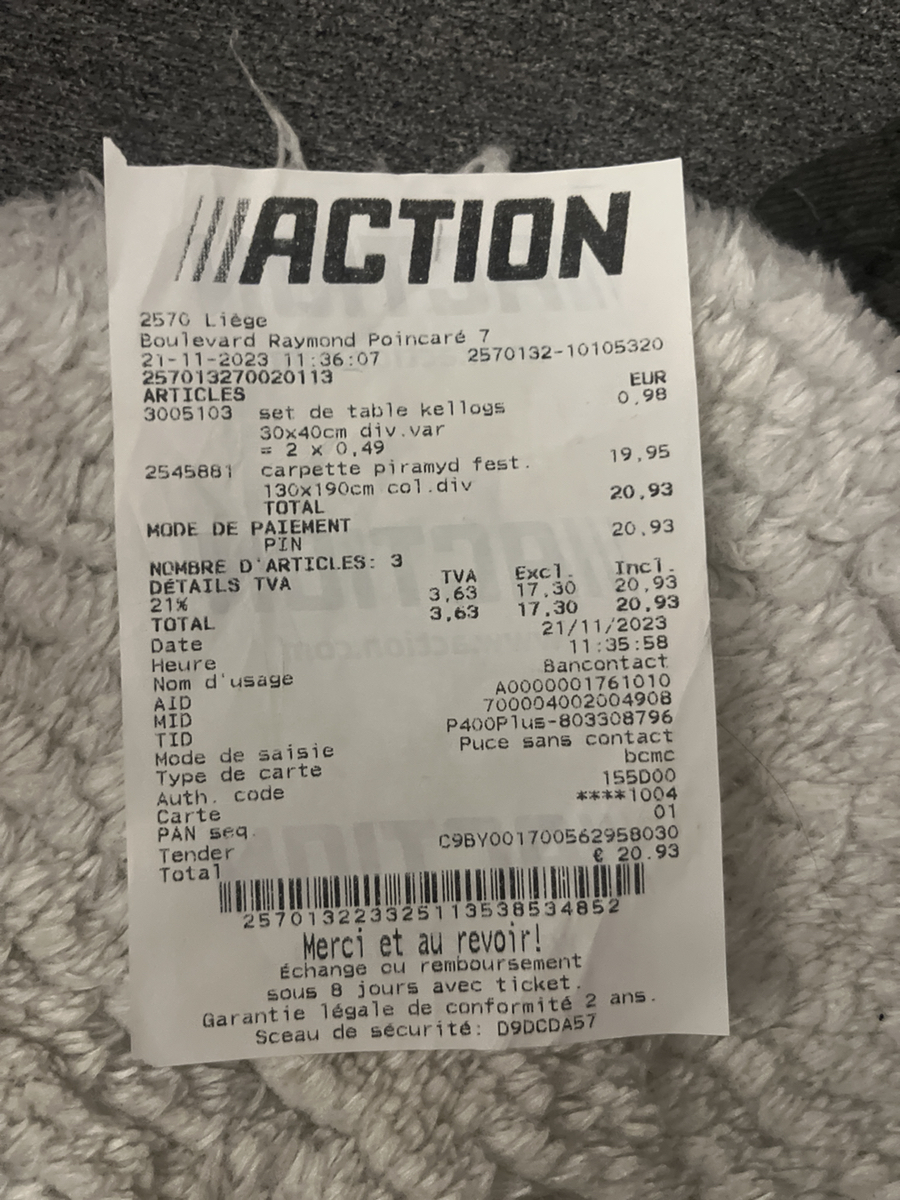 ACTION
2570 Liège
Boulevard Raymond Poincaré 7
21-11-2023 11:36:07 2570132-10105320
257013270020113
ARTICLES EUR
3005103 set de table kellogs 0,98
30x40cm div.var
= 2 x 0,49
2545881 carpette piramyd fest. 19,95
130x190cm col.div
TOTAL 20,93
MODE DE PAIEMENT
PIN 20,93
NOMBRE D'ARTICLES: 3
DÉTAILS TVA TVA Excl. Incl.
21% 3,63 17,30 20,93
TOTAL 3,63 17,30 20,93
Date 21/11/2023
Heure 11:35:58
Nom d'usage Bancontact
AID A0000001761010
MID 700004002004908
TID P400Plus-803308796
Mode de saisie Puce sans contact
Type de carte bcmc
Auth. code 155D00
Carte ****1004
PAN seq. 01
Tender C9BY001700562958030
Total € 20.93
2570132233251135385 34852
Merci et au revoir!
Échange ou remboursement
sous 8 jours avec ticket.
Garantie légale de conformité 2 ans.
Sceau de sécurité: D9DCDA57